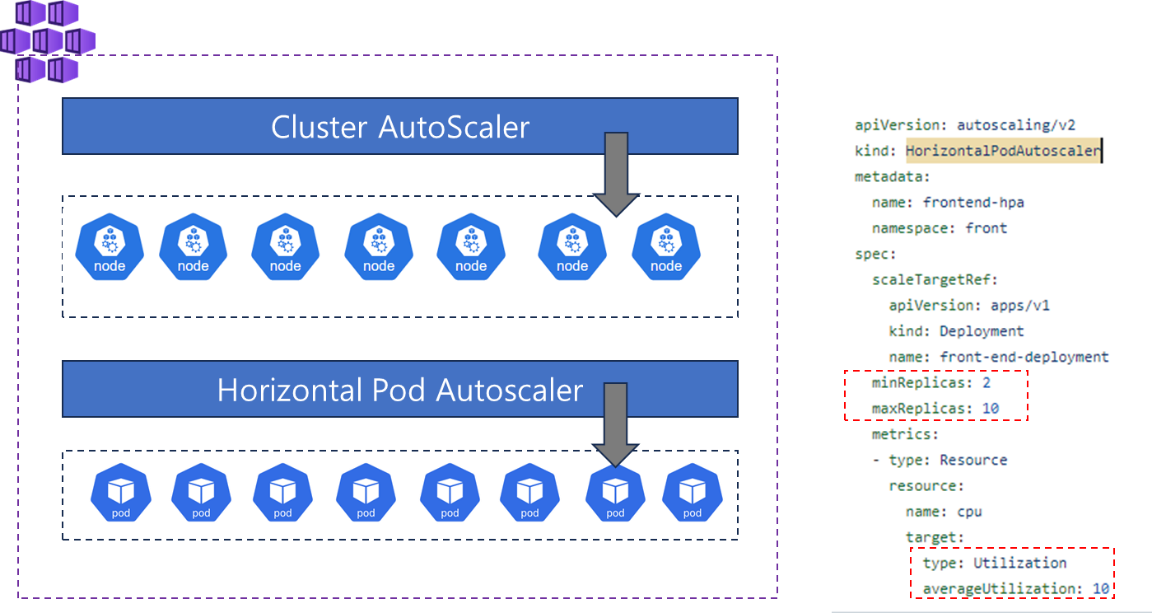 Cluster AutoScaler
node node node node node node node
Horizontal Pod Autoscaler
pod pod pod pod pod pod pod pod
apiVersion: autoscaling/v2
kind: HorizontalPodAutoscaler
metadata:
  name: frontend-hpa
  namespace: front
spec:
  scaleTargetRef:
    apiVersion: apps/v1
    kind: Deployment
    name: front-end-deployment
  minReplicas: 2
  maxReplicas: 10
  metrics:
  - type: Resource
    resource:
      name: cpu
      target:
        type: Utilization
        averageUtilization: 10